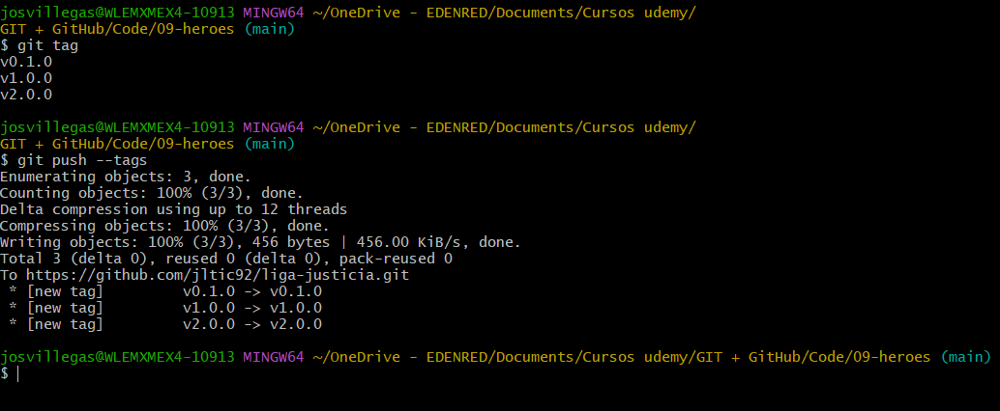 josvillegas@WLEMXMEX4-10913 MINGW64 ~/OneDrive - EDENRED/Documents/Cursos udemy/
GIT + GitHub/Code/09-heroes (main)
$ git tag
v0.1.0
v1.0.0
v2.0.0
josvillegas@WLEMXMEX4-10913 MINGW64 ~/OneDrive - EDENRED/Documents/Cursos udemy/
GIT + GitHub/Code/09-heroes (main)
$ git push --tags
Enumerating objects: 3, done.
Counting objects: 100% (3/3), done.
Delta compression using up to 12 threads
Compressing objects: 100% (3/3), done.
Writing objects: 100% (3/3), 456 bytes | 456.00 KiB/s, done.
Total 3 (delta 0), reused 0 (delta 0), pack-reused 0
To https://github.com/jltic92/liga-justicia.git
 * [new tag]         v0.1.0 -> v0.1.0
 * [new tag]         v1.0.0 -> v1.0.0
 * [new tag]         v2.0.0 -> v2.0.0
josvillegas@WLEMXMEX4-10913 MINGW64 ~/OneDrive - EDENRED/Documents/Cursos udemy/GIT + GitHub/Code/09-heroes (main)
$